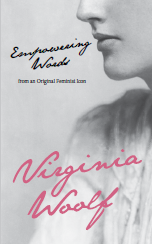 Empowering
Words
from an Original Feminist Icon
Virginia
Woolf